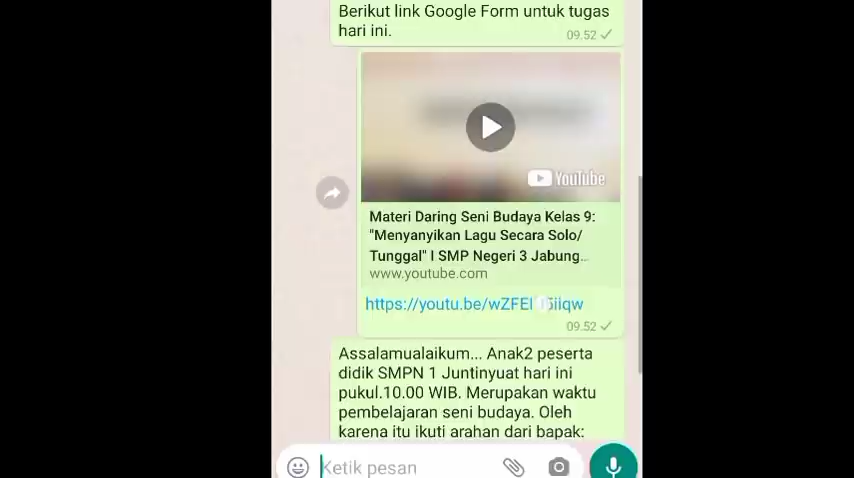 Berikut link Google Form untuk tugas
hari ini.
09.52
YouTube
Materi Daring Seni Budaya Kelas 9:
"Menyanyikan Lagu Secara Solo/
Tunggal" I SMP Negeri 3 Jabung...
www.youtube.com
09.52
Assalamualaikum... Anak2 peserta
didik SMPN 1 Juntinyuat hari ini
pukul.10.00 WIB. Merupakan waktu
pembelajaran seni budaya. Oleh
karena itu ikuti arahan dari bapak:
Ketik pesan